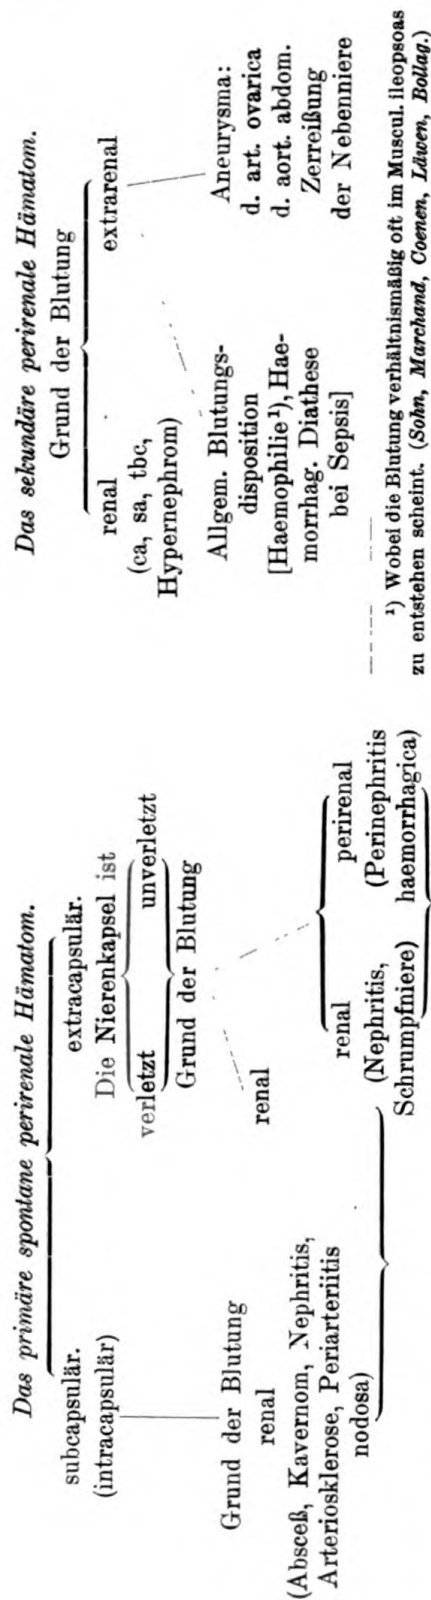 Das primäre spontane perirenale Hämatom.
subcapsulär.
(intracapsulär)
extracapsulär.
Die Nierenkapsel ist
verletzt
unverletzt
Grund der Blutung
Grund der Blutung
renal
(Absceß, Kavernom, Nephritis,
Arteriosklerose, Periarteriitis
nodosa)
renal
renal
(Nephritis,
Schrumpfniere)
perirenal
(Perinephritis
haemorrhagica)
Das sekundäre perirenale Hämatom.
Grund der Blutung
renal
(ca, sa, tbc,
Hypernephrom)
extrarenal
Allgem. Blutungs-
disposition
[Haemophilie¹), Hae-
morrhag. Diathese
bei Sepsis]
Aneurysma:
d. art. ovarica
d. aort. abdom.
Zerreißung
der Nebenniere
¹) Wobei die Blutung verhältnismäßig oft im Muscul. ileopsoas
zu entstehen scheint. (Sohn, Marchand, Coenen, Läwen, Bollag.)